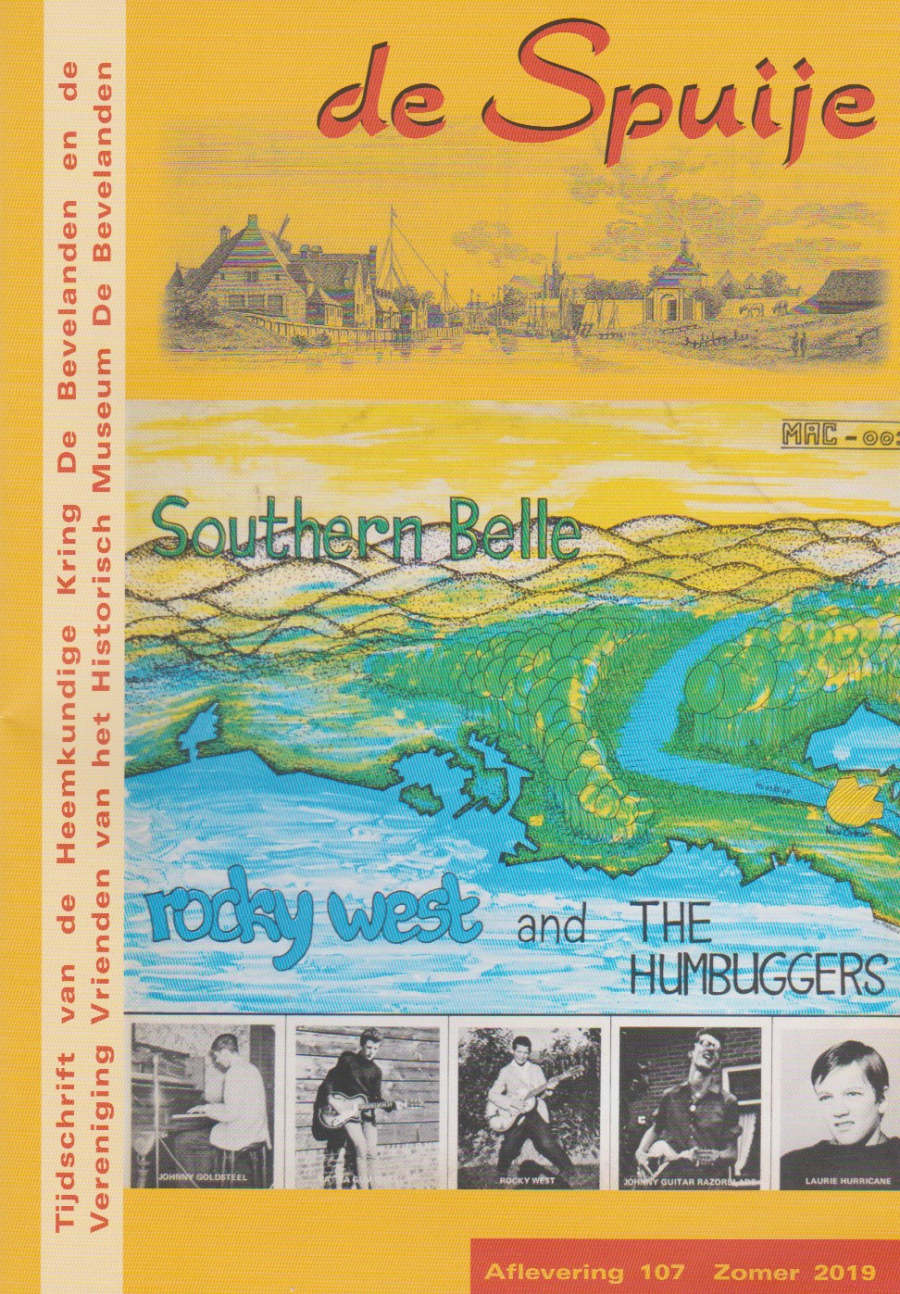 de Spuije
Tijdschrift van de Heemkundige Kring De Bevelanden en de
Vereniging Vrienden van het Historisch Museum De Bevelanden
MAC - 00
Southern Belle
rocky west and THE
HUMBUGGERS
JOHNNY GOLDSTEEL
ROCKY WEST
JOHNNY GUITAR RAZORBLADE
LAURIE HURRICANE
Aflevering 107 Zomer 2019